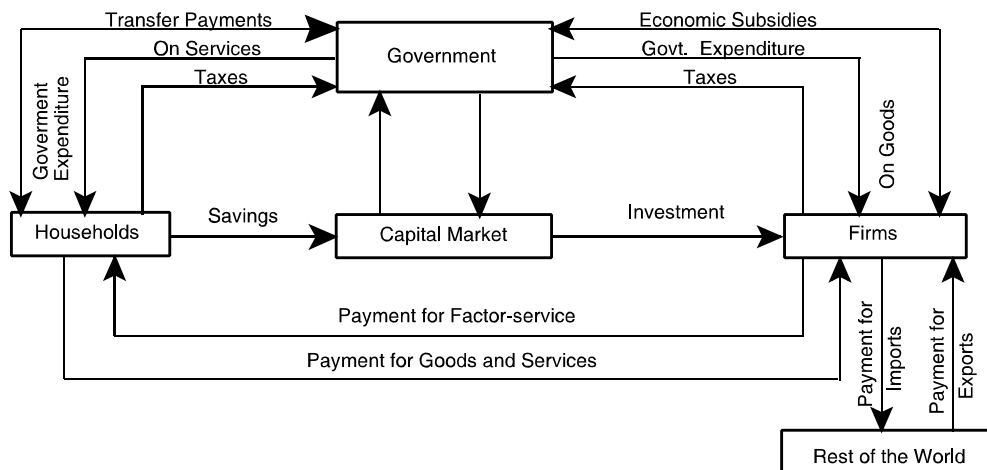 Transfer Payments
Economic Subsidies
On Services
Govt. Expenditure
Government
Taxes
Taxes
Goverment
Expenditure
On Goods
Savings
Investment
Households
Capital Market
Firms
Payment for Factor-service
Payment for Goods and Services
Payment for
Imports
Payment for
Exports
Rest of the World